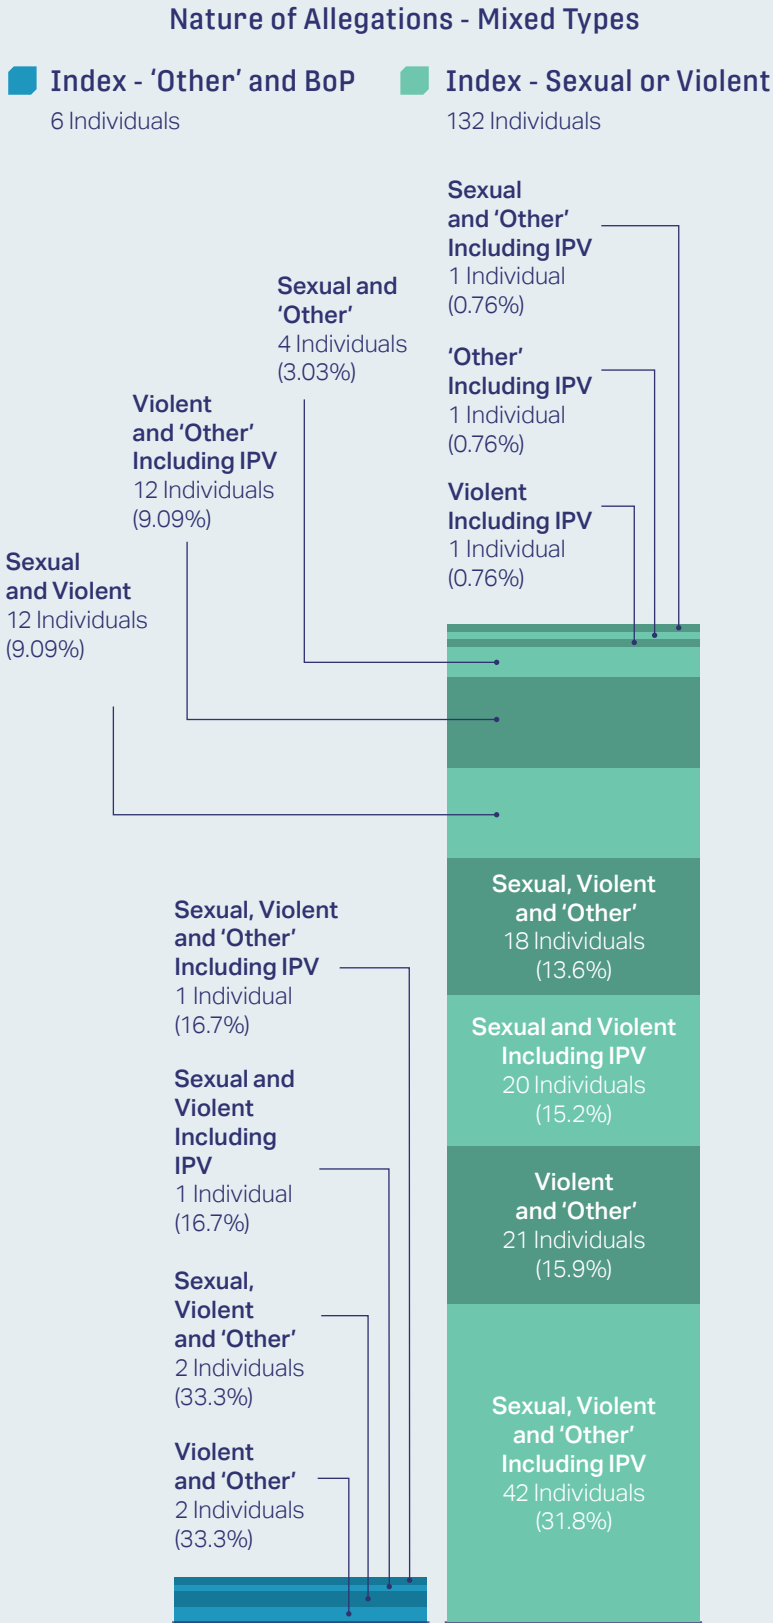 Nature of Allegations - Mixed Types
Index - ‘Other’ and BoP
6 Individuals
Index - Sexual or Violent
132 Individuals
Sexual
and ‘Other’
Including IPV
1 Individual
(0.76%)
Sexual and
‘Other’
4 Individuals
(3.03%)
‘Other’
Including IPV
1 Individual
(0.76%)
Violent
and ‘Other’
Including IPV
12 Individuals
(9.09%)
Violent
Including IPV
1 Individual
(0.76%)
Sexual
and Violent
12 Individuals
(9.09%)
Sexual, Violent
and ‘Other’
18 Individuals
(13.6%)
Sexual and Violent
Including IPV
20 Individuals
(15.2%)
Violent
and ‘Other’
21 Individuals
(15.9%)
Sexual, Violent
and ‘Other’
Including IPV
42 Individuals
(31.8%)
Sexual, Violent
and ‘Other’
Including IPV
1 Individual
(16.7%)
Sexual and
Violent
Including
IPV
1 Individual
(16.7%)
Sexual,
Violent
and ‘Other’
2 Individuals
(33.3%)
Violent
and ‘Other’
2 Individuals
(33.3%)